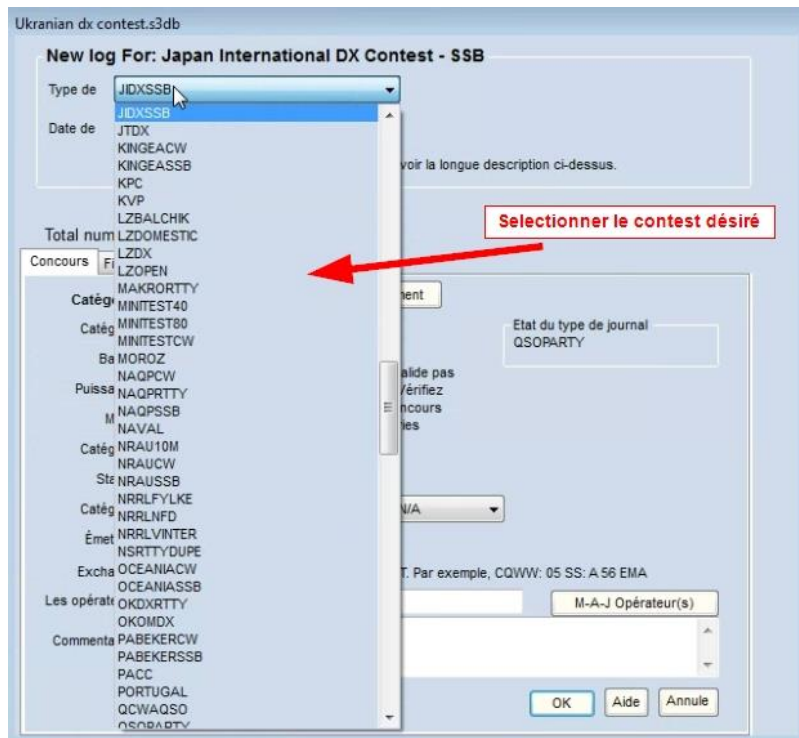 Ukranian dx contest.s3db
New log For: Japan International DX Contest - SSB
Type de JIDXSSB
Date de
voir la longue description ci-dessus.
JIDXSSB
JTDX
KINGEACW
KINGEASSB
KPC
KVP
LZBALCHIK
LZDOMESTIC
LZDX
LZOPEN
MAKRORTTY
MINITEST40
MINITEST80
MINITESTCW
MOROZ
NAQPCW
NAQPRTTY
NAQPSSB
NAVAL
NRAU10M
NRAUCW
NRAUSSB
NRRLFYLKE
NRRLNFD
NRRLVINTER
NSRTTYDUPE
OCEANIACW
OCEANIASSB
OKDXRTTY
OKOMDX
PABEKERCW
PABEKERSSB
PACC
PORTUGAL
QCWAQSO
QSOPARTY
Selectionner le contest désiré
Total num
Concours
Catég
Catég
Ba
Puissa
M
Catég
Sta
Catég
Émet
Excha
Les opérate
Commenta
Etat du type de journal
QSOPARTY
alide pas
Vérifiez
ncours
ries
N/A
T. Par exemple, CQWW: 05 SS: A 56 EMA
M-A-J Opérateur(s)
OK Aide Annule